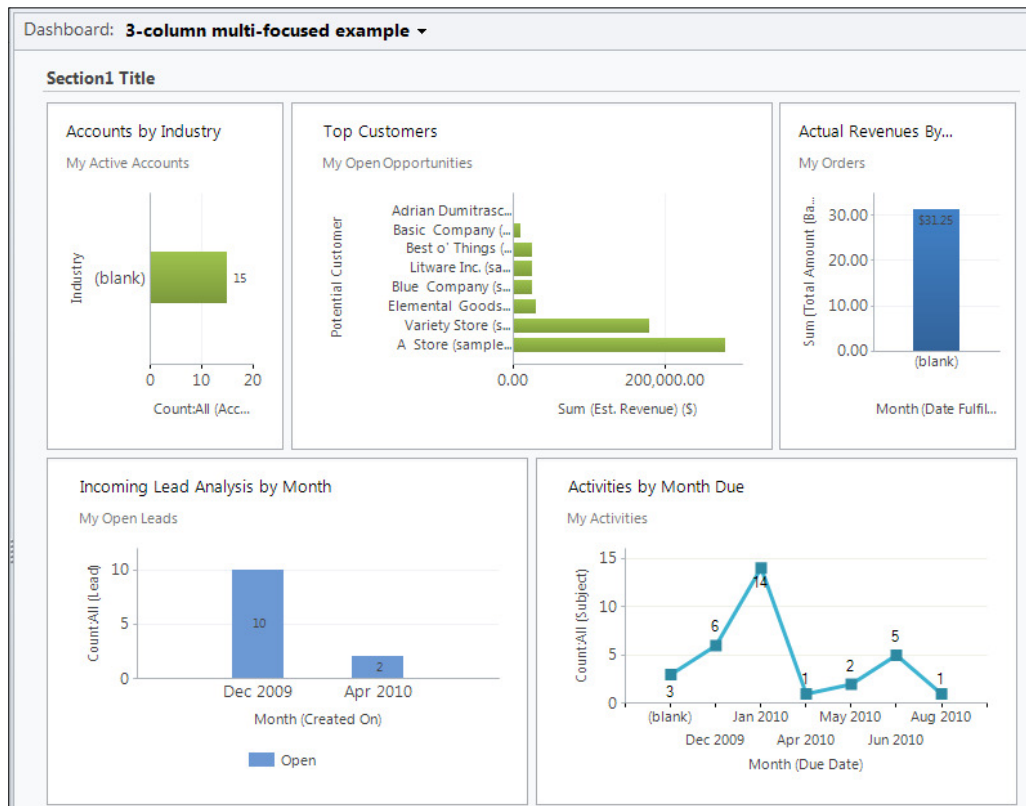 Dashboard: 3-column multi-focused example
Section1 Title
Accounts by Industry
My Active Accounts
Industry
(blank)
15
0 10 20
Count:All (Acc...
Top Customers
My Open Opportunities
Potential Customer
Adrian Dumitrasc...
Basic Company (...
Best o' Things (...
Litware Inc. (sa...
Blue Company (s...
Elemental Goods...
Variety Store (s...
A Store (sample...
0.00 200,000.00
Sum (Est. Revenue) ($)
Actual Revenues By...
My Orders
Sum (Total Amount (Ba...
30.00
20.00
10.00
0.00
$31.25
(blank)
Month (Date Fulfil...
Incoming Lead Analysis by Month
My Open Leads
Count:All (Lead)
10
5
0
10
2
Dec 2009 Apr 2010
Month (Created On)
Open
Activities by Month Due
My Activities
Count:All (Subject)
15
10
5
0
3
6
14
1
2
5
1
(blank) Jan 2010 May 2010 Aug 2010
Dec 2009 Apr 2010 Jun 2010
Month (Due Date)